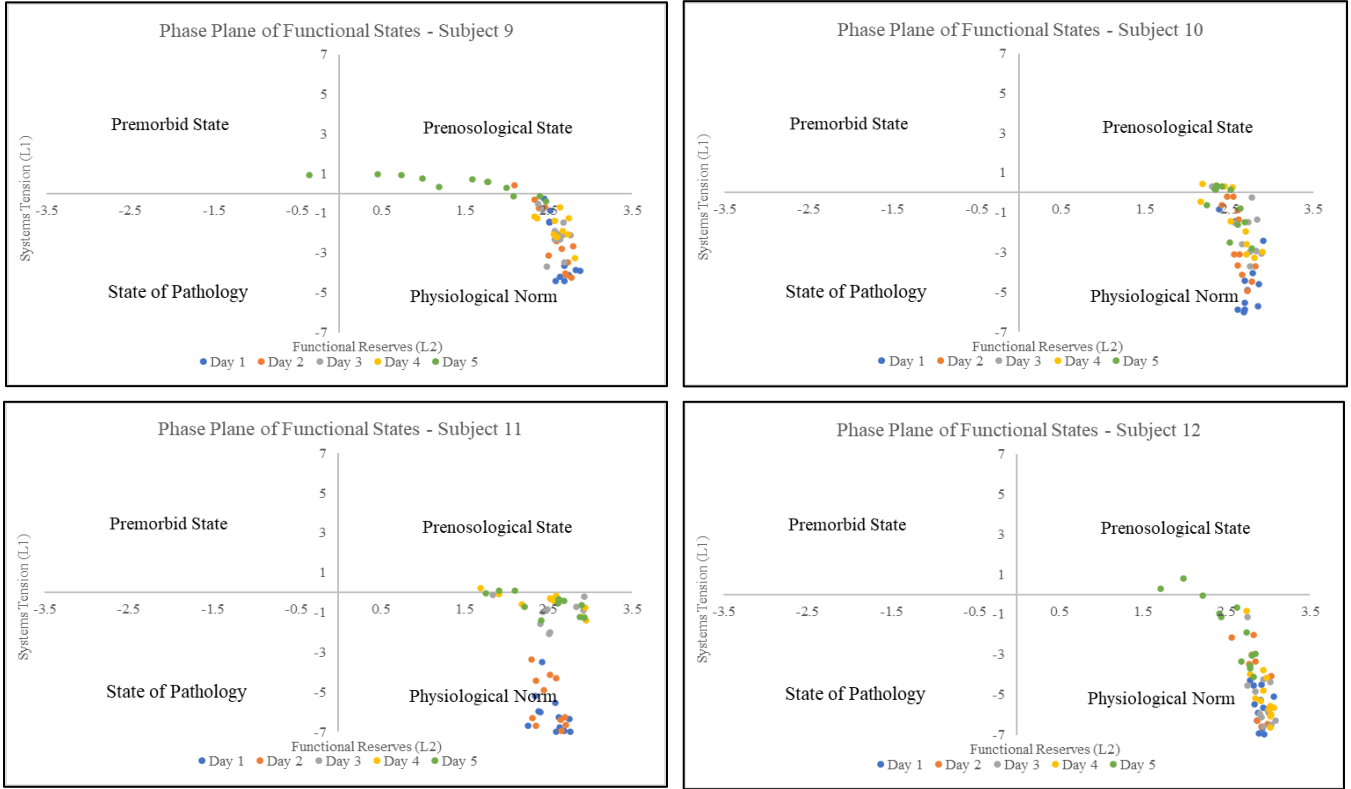 Phase Plane of Functional States - Subject 9
7
5
3
1
-1
-3
-5
-7
-3.5 -2.5 -1.5 -0.5 0.5 1.5 2.5 3.5
Premorbid State
Prenosological State
State of Pathology
Physiological Norm
Systems Tension (L1)
Functional Reserves (L2)
Day 1 Day 2 Day 3 Day 4 Day 5
Phase Plane of Functional States - Subject 10
7
5
3
1
-1
-3
-5
-7
-3.5 -2.5 -1.5 -0.5 0.5 1.5 2.5 3.5
Premorbid State
Prenosological State
State of Pathology
Physiological Norm
Systems Tension (L1)
Functional Reserves (L2)
Day 1 Day 2 Day 3 Day 4 Day 5
Phase Plane of Functional States - Subject 11
7
5
3
1
-1
-3
-5
-7
-3.5 -2.5 -1.5 -0.5 0.5 1.5 2.5 3.5
Premorbid State
Prenosological State
State of Pathology
Physiological Norm
Systems Tension (L1)
Functional Reserves (L2)
Day 1 Day 2 Day 3 Day 4 Day 5
Phase Plane of Functional States - Subject 12
7
5
3
1
-1
-3
-5
-7
-3.5 -2.5 -1.5 -0.5 0.5 1.5 2.5 3.5
Premorbid State
Prenosological State
State of Pathology
Physiological Norm
Systems Tension (L1)
Functional Reserves (L2)
Day 1 Day 2 Day 3 Day 4 Day 5